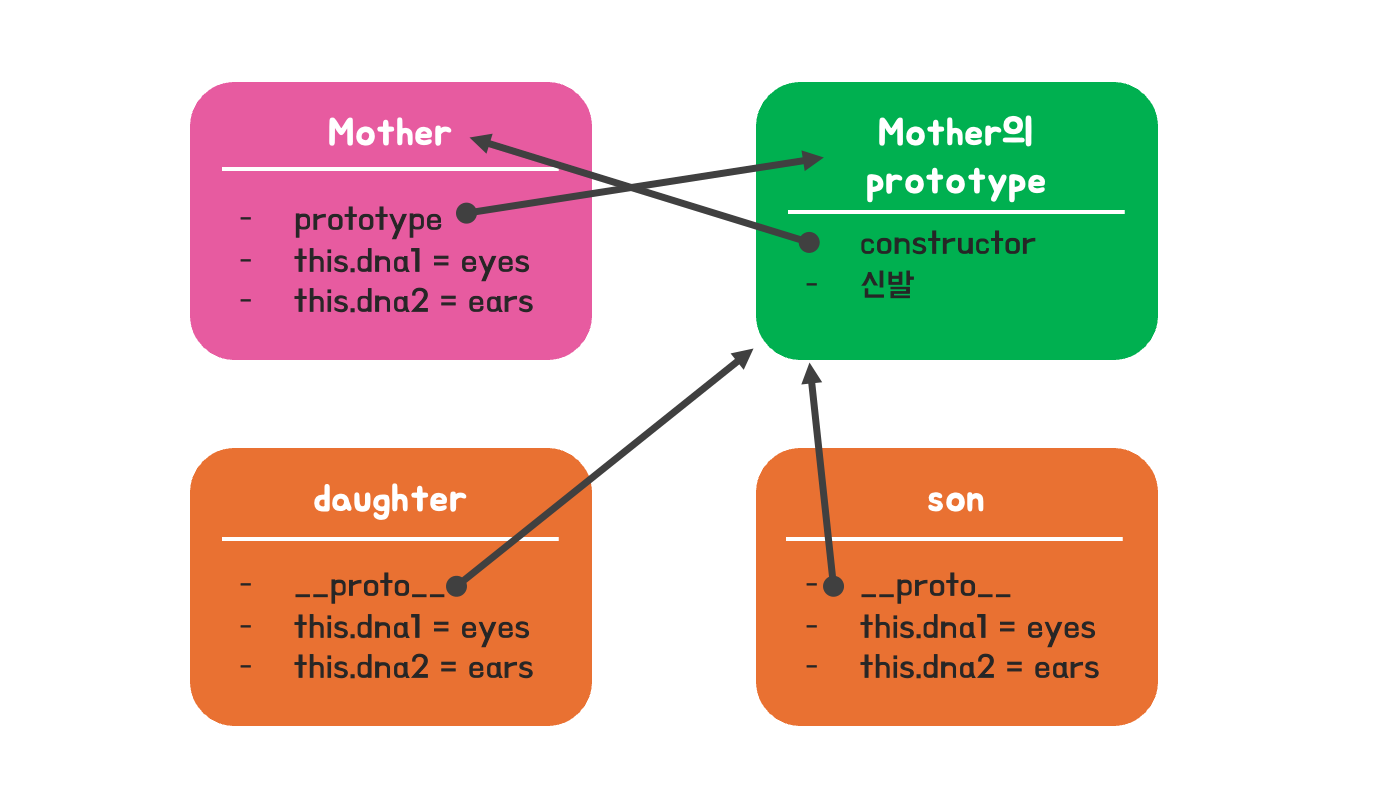 Mother
- prototype
- this.dna1 = eyes
- this.dna2 = ears
Mother의
prototype
constructor
- 신발
daughter
- __proto__
- this.dna1 = eyes
- this.dna2 = ears
son
- __proto__
- this.dna1 = eyes
- this.dna2 = ears